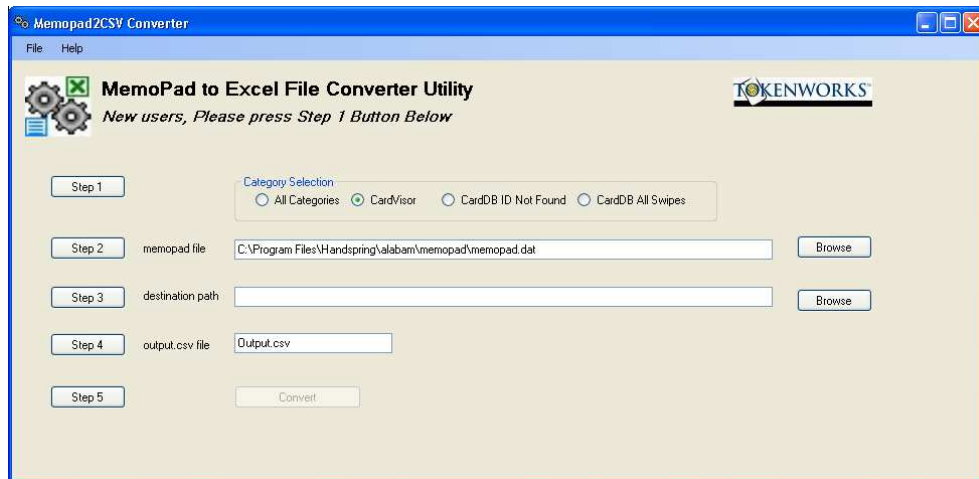 Memopad2CSV Converter
File Help
MemoPad to Excel File Converter Utility
New users, Please press Step 1 Button Below
TOKENWORKS
Step 1
Category Selection
All Categories CardVisor CardDB ID Not Found CardDB All Swipes
Step 2 memopad file C:\Program Files\Handspring\alabam\memopad\memopad.dat Browse
Step 3 destination path Browse
Step 4 output.csv file Output.csv
Step 5 Convert